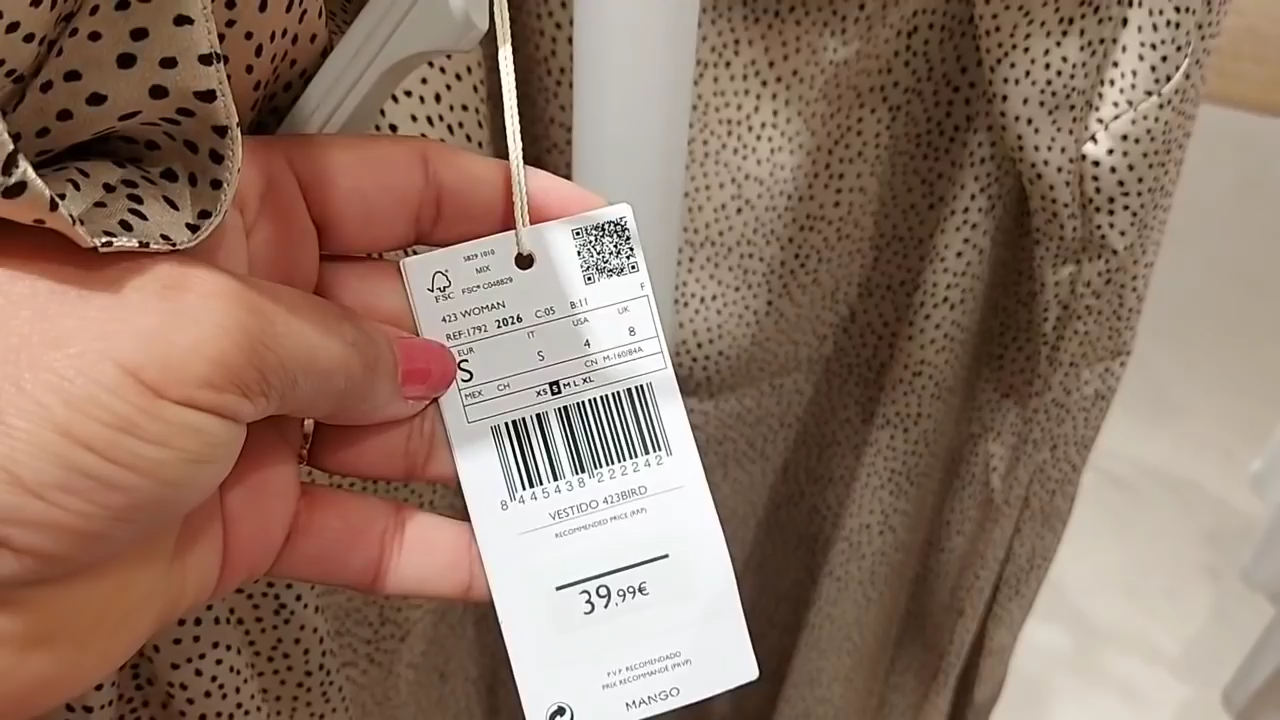 5829 1010
MIX
FSC FSC® C048829
423 WOMAN
REF:1792 2026 C:05 B:11 F
EUR IT USA UK
S S 4 8
MEX CH CN M-160/84A
XS S M L XL
8 445438 222242
VESTIDO 423BIRD
RECOMMENDED PRICE (RRP)
39,99€
P.V.P. RECOMENDADO
PRIX RECOMMANDÉ (PRVP)
MANGO